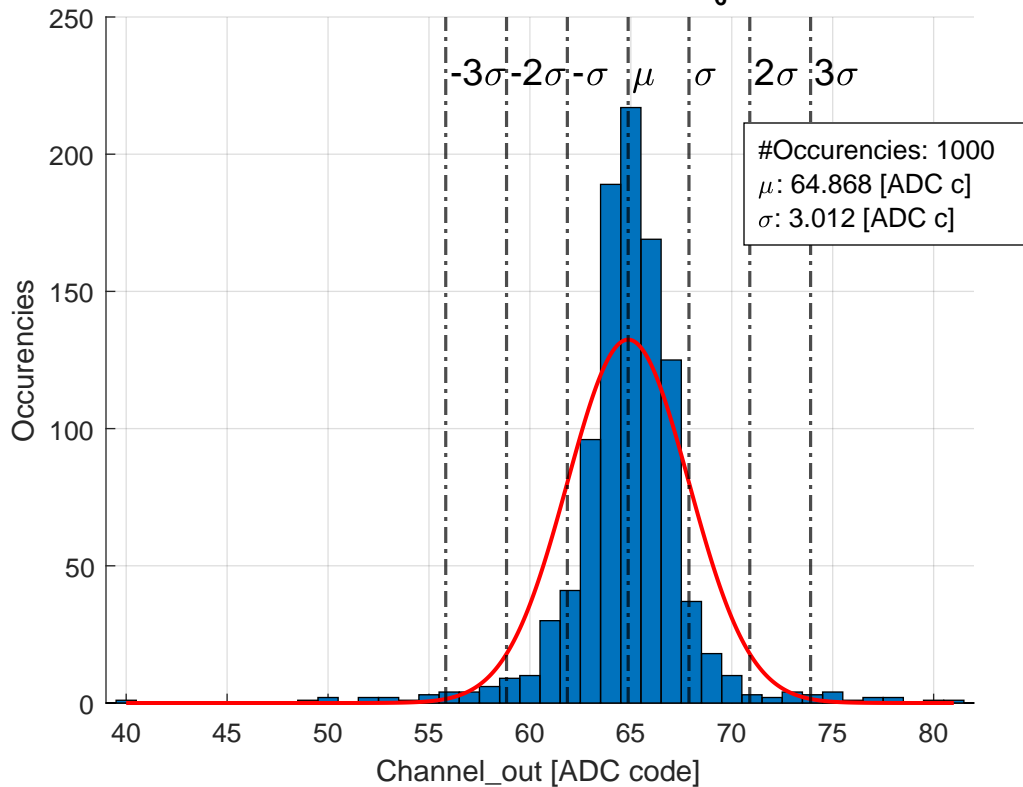 250
200
150
100
50
0
-3σ -2σ -σ μ σ 2σ 3σ
#Occurencies: 1000
μ: 64.868 [ADC c]
σ: 3.012 [ADC c]
Occurencies
40 45 50 55 60 65 70 75 80
Channel_out [ADC code]